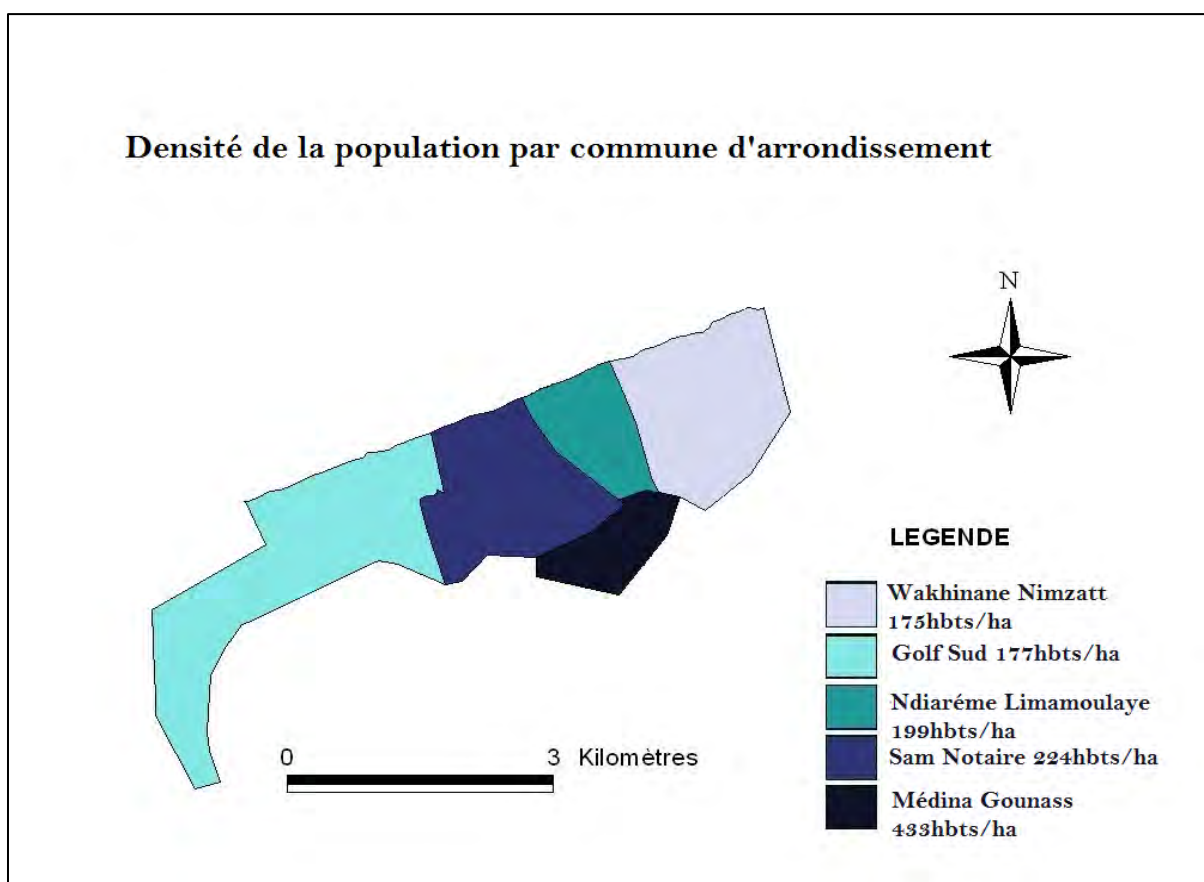 Densité de la population par commune d'arrondissement
N
LEGENDE
Wakhinane Nimzatt
175hbts/ha
Golf Sud 177hbts/ha
Ndiaréme Limamoulaye
199hbts/ha
Sam Notaire 224hbts/ha
Médina Gounass
433hbts/ha
0 3 Kilomètres